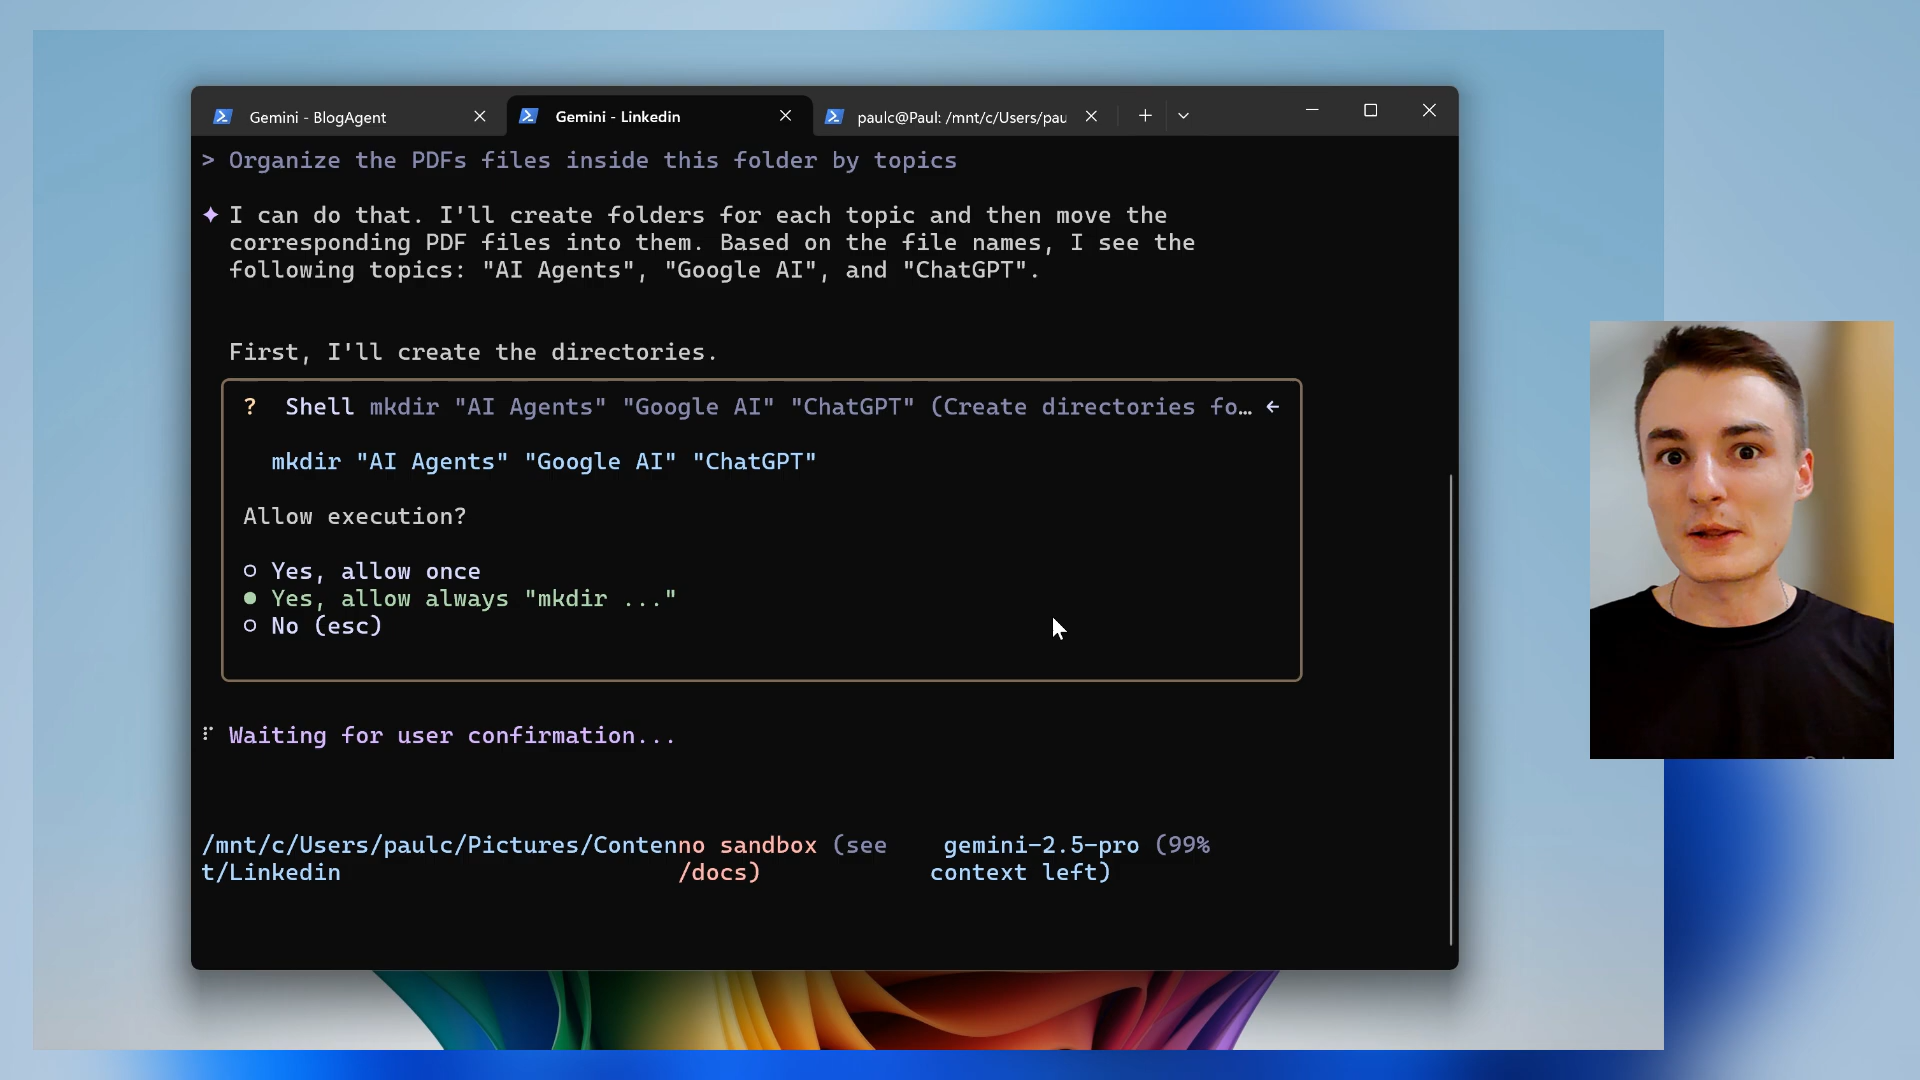 Gemini - BlogAgent
Gemini - Linkedin
paulc@Paul: /mnt/c/Users/pau
> Organize the PDFs files inside this folder by topics
I can do that. I'll create folders for each topic and then move the
corresponding PDF files into them. Based on the file names, I see the
following topics: "AI Agents", "Google AI", and "ChatGPT".
First, I'll create the directories.
? Shell mkdir "AI Agents" "Google AI" "ChatGPT" (Create directories fo… ←
mkdir "AI Agents" "Google AI" "ChatGPT"
Allow execution?
○ Yes, allow once
● Yes, allow always "mkdir ..."
○ No (esc)
Waiting for user confirmation...
/mnt/c/Users/paulc/Pictures/Conten
t/Linkedin
no sandbox (see
/docs)
gemini-2.5-pro (99%
context left)